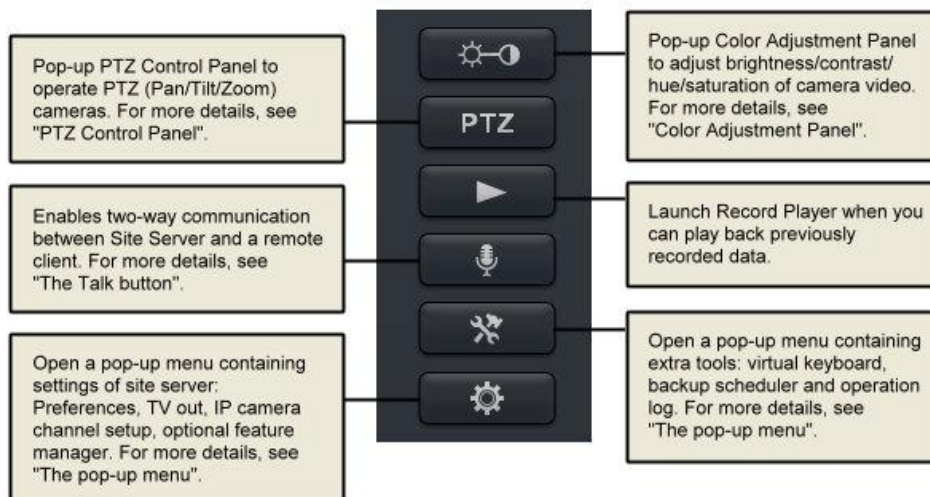 Pop-up PTZ Control Panel to
operate PTZ (Pan/Tilt/Zoom)
cameras. For more details, see
"PTZ Control Panel".
Enables two-way communication
between Site Server and a remote
client. For more details, see
"The Talk button".
Open a pop-up menu containing
settings of site server:
Preferences, TV out, IP camera
channel setup, optional feature
manager. For more details, see
"The pop-up menu".
PTZ
Pop-up Color Adjustment Panel
to adjust brightness/contrast/
hue/saturation of camera video.
For more details, see
"Color Adjustment Panel".
Launch Record Player when you
can play back previously
recorded data.
Open a pop-up menu containing
extra tools: virtual keyboard,
backup scheduler and operation
log. For more details, see
"The pop-up menu".